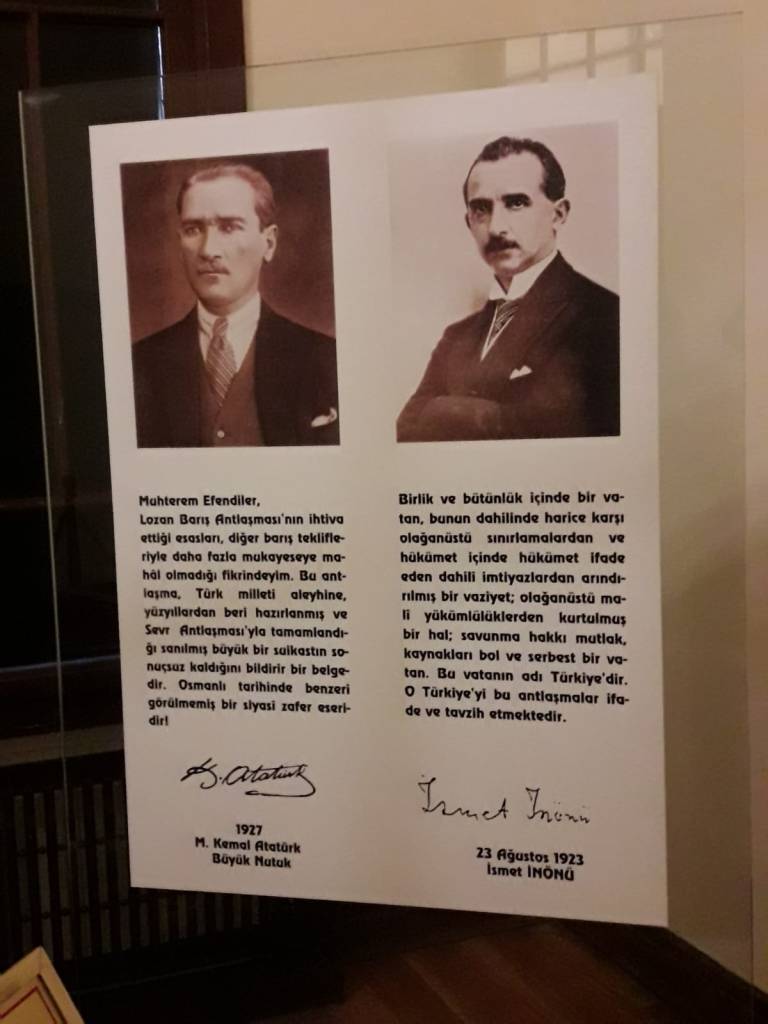 Muhterem Efendiler,
Lozan Barış Antlaşması'nın ihtiva
ettiği esasları, diğer barış teklifle-
riyle daha fazla mukayeseye ma-
hâl olmadığı fikrindeyim. Bu ant-
laşma, Türk milleti aleyhine,
yüzyıllardan beri hazırlanmış ve
Sevr Antlaşması'yla tamamlandı-
ğı sanılmış büyük bir suikastın so-
nuçsuz kaldığını bildirir bir belge-
dir. Osmanlı tarihinde benzeri
görülmemiş bir siyasi zafer eseri-
dir!
K. Atatürk
1927
M. Kemal Atatürk
Büyük Nutuk
Birlik ve bütünlük içinde bir va-
tan, bunun dahilinde harice karşı
olağanüstü sınırlamalardan ve
hükümet içinde hükümet ifade
eden dahili imtiyazlardan arındı-
rılmış bir vaziyet; olağanüstü ma-
li yükümlülüklerden kurtulmuş
bir hal; savunma hakkı mutlak,
kaynakları bol ve serbest bir va-
tan. Bu vatanın adı Türkiye'dir.
O Türkiye'yi bu antlaşmalar ifa-
de ve tavzih etmektedir.
İsmet İnönü
23 Ağustos 1923
İsmet İNÖNÜ